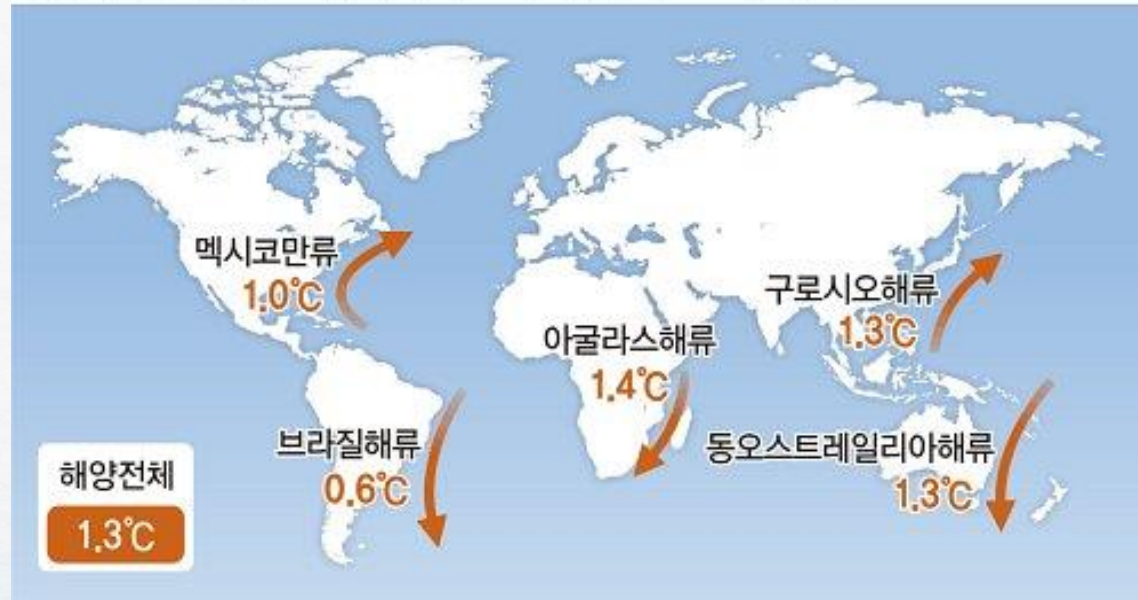 멕시코만류
1.0℃
구로시오해류
1.3℃
아굴라스해류
1.4℃
브라질해류
0.6℃
동오스트레일리아해류
1.3℃
해양전체
1.3℃